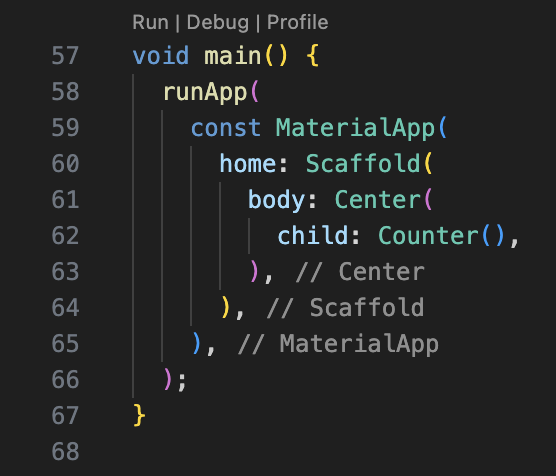 Run | Debug | Profile
57 void main() {
58   runApp(
59     const MaterialApp(
60       home: Scaffold(
61         body: Center(
62           child: Counter(),
63         ), // Center
64       ), // Scaffold
65     ), // MaterialApp
66   );
67 }
68